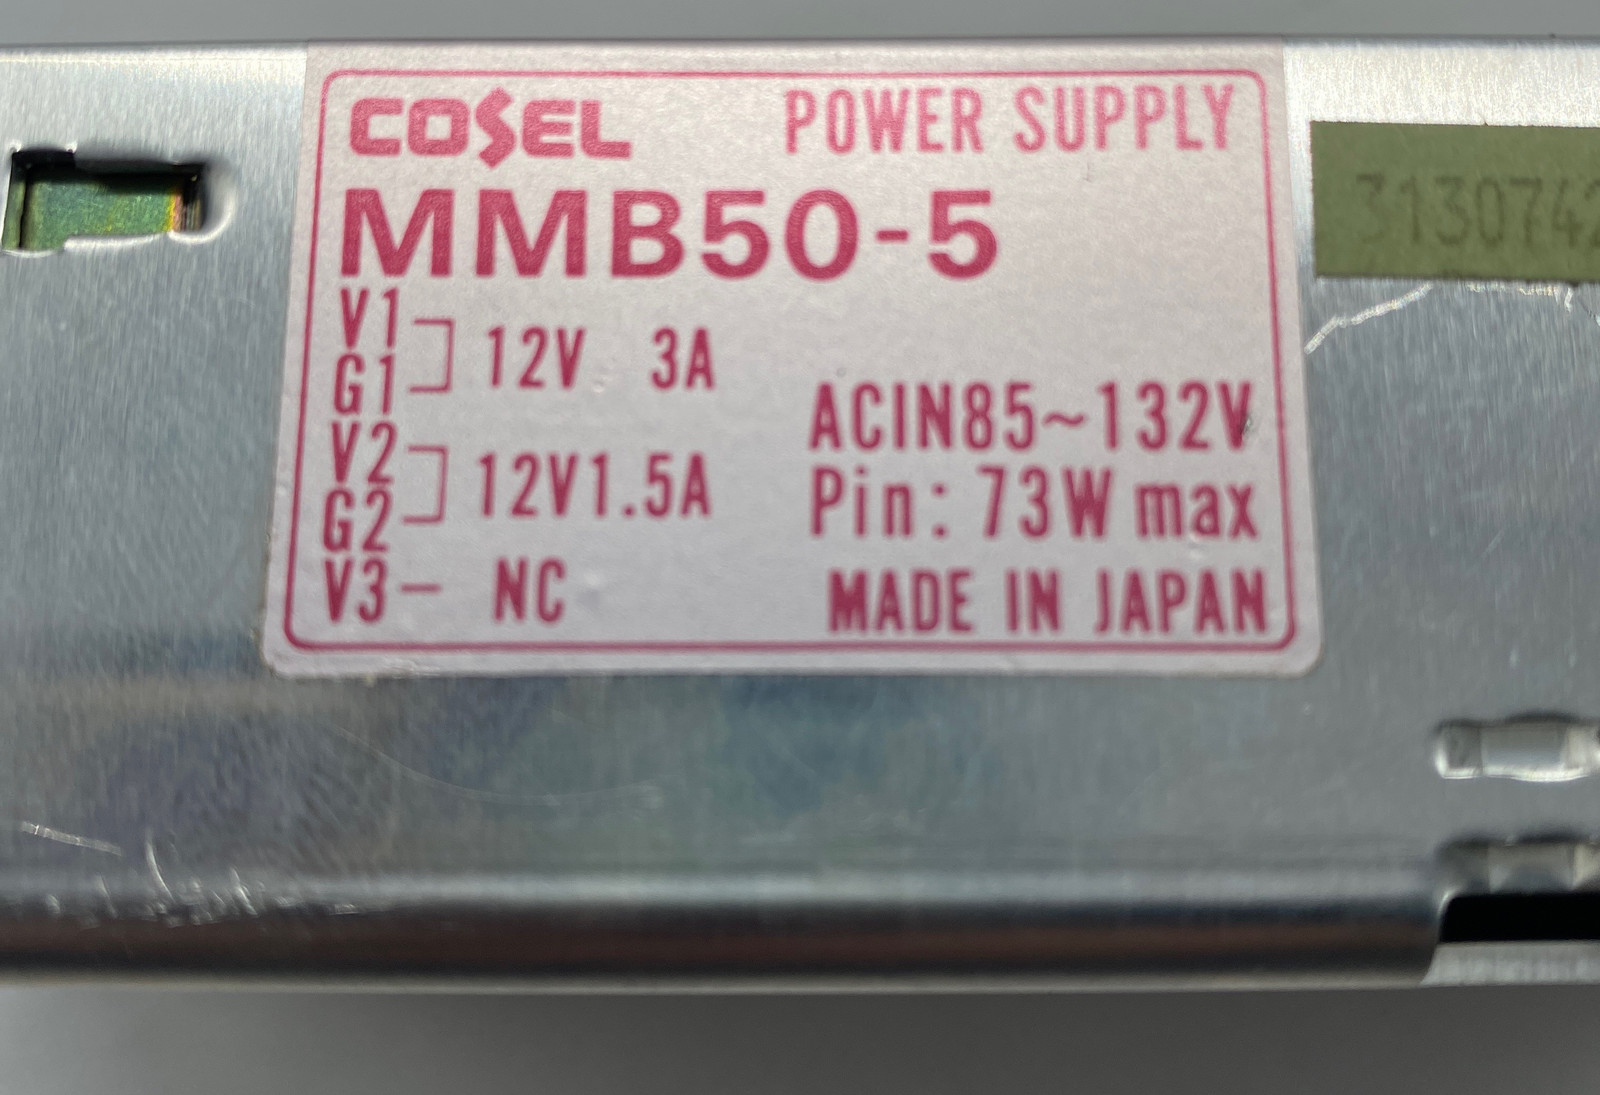 COSEL POWER SUPPLY
MMB50-5
V1
G1 12V 3A
V2
G2 12V1.5A
V3- NC
ACIN85~132V
Pin: 73W max
MADE IN JAPAN